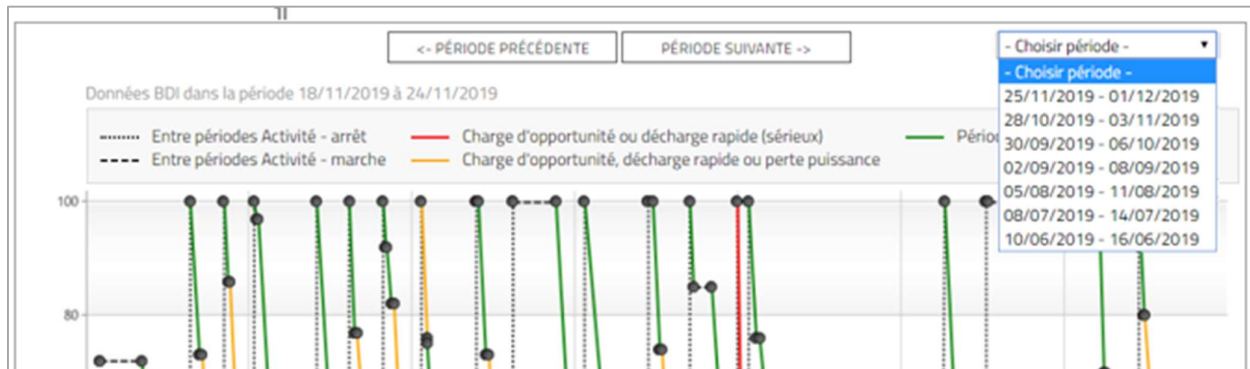 <- PÉRIODE PRÉCÉDENTE
PÉRIODE SUIVANTE ->
- Choisir période -
- Choisir période -
25/11/2019 - 01/12/2019
28/10/2019 - 03/11/2019
30/09/2019 - 06/10/2019
02/09/2019 - 08/09/2019
05/08/2019 - 11/08/2019
08/07/2019 - 14/07/2019
10/06/2019 - 16/06/2019
Données BDI dans la période 18/11/2019 à 24/11/2019
Entre périodes Activité - arrêt
Charge d'opportunité ou décharge rapide (sérieux)
Entre périodes Activité - marche
Charge d'opportunité, décharge rapide ou perte puissance
100
80